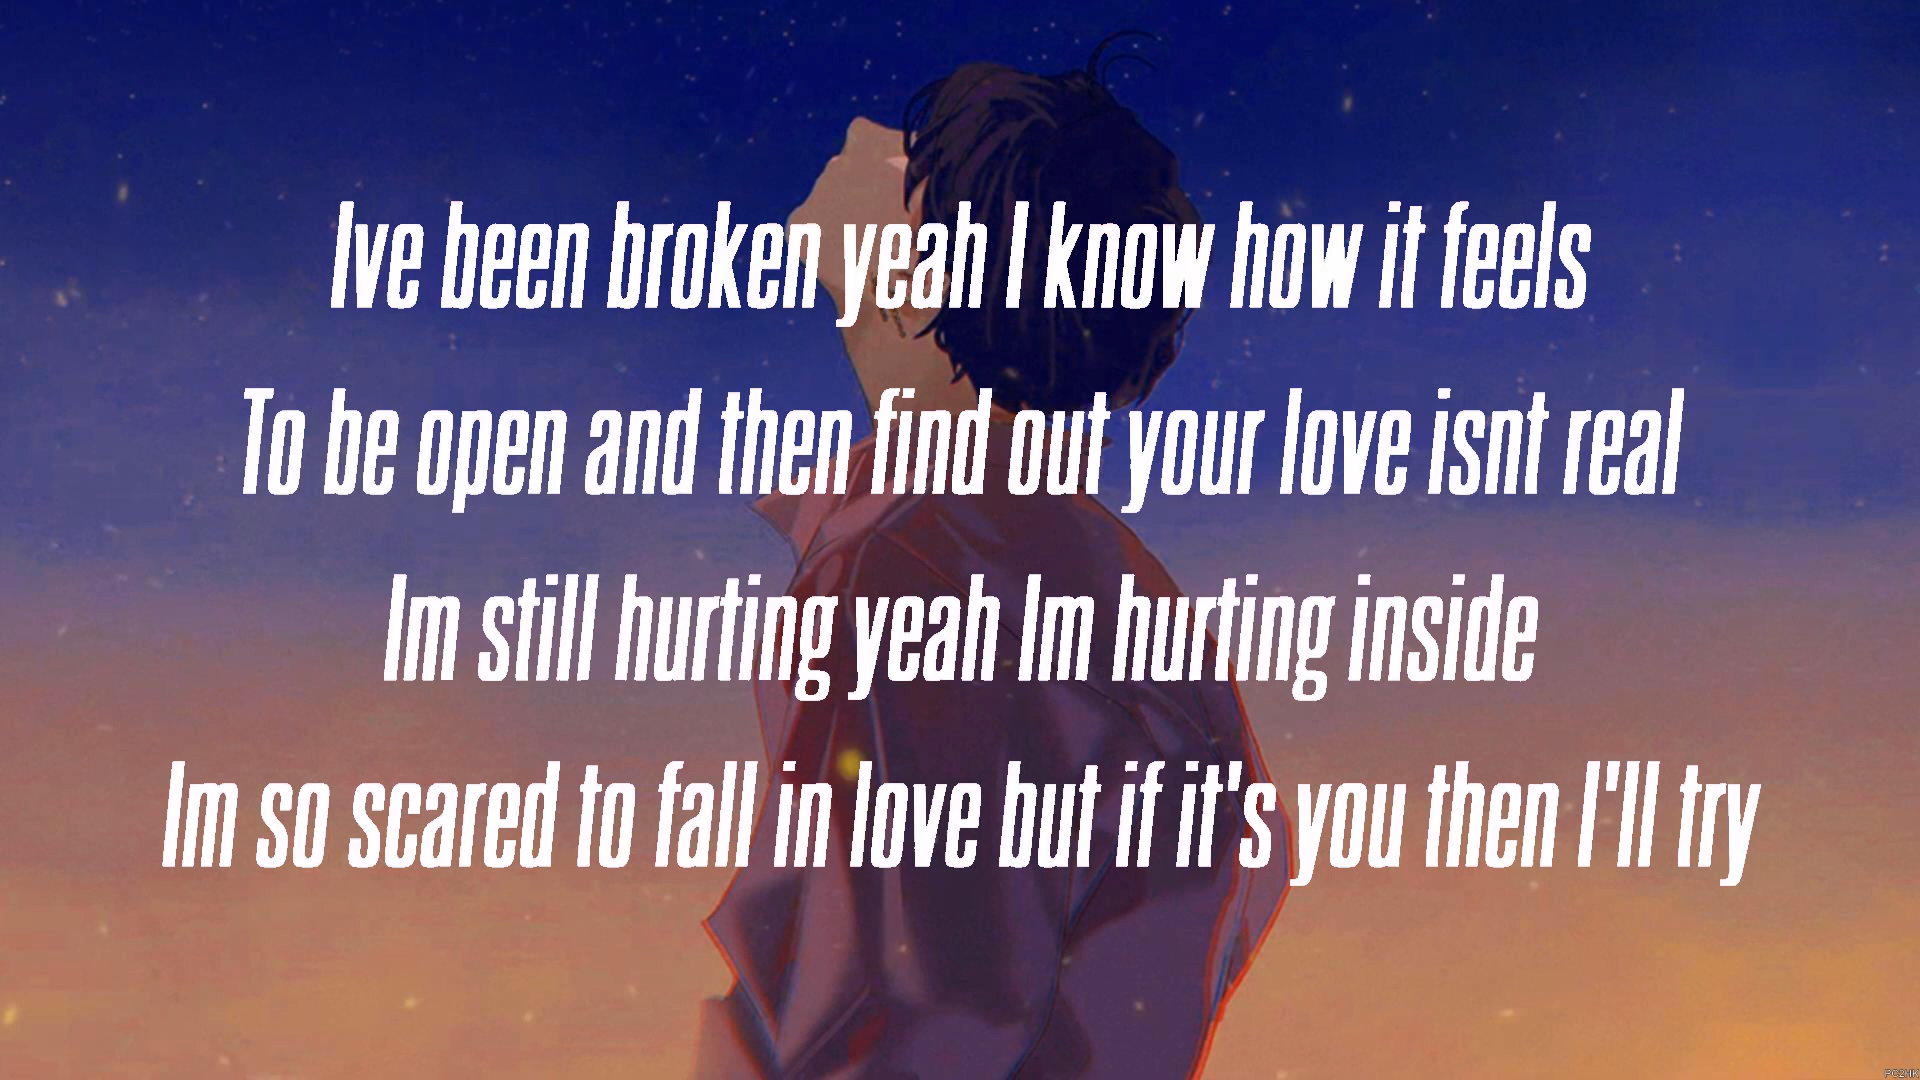 Ive been broken yeah I know how it feels
To be open and then find out your love isnt real
Im still hurting yeah Im hurting inside
Im so scared to fall in love but if it's you then I'll try
PC2HK